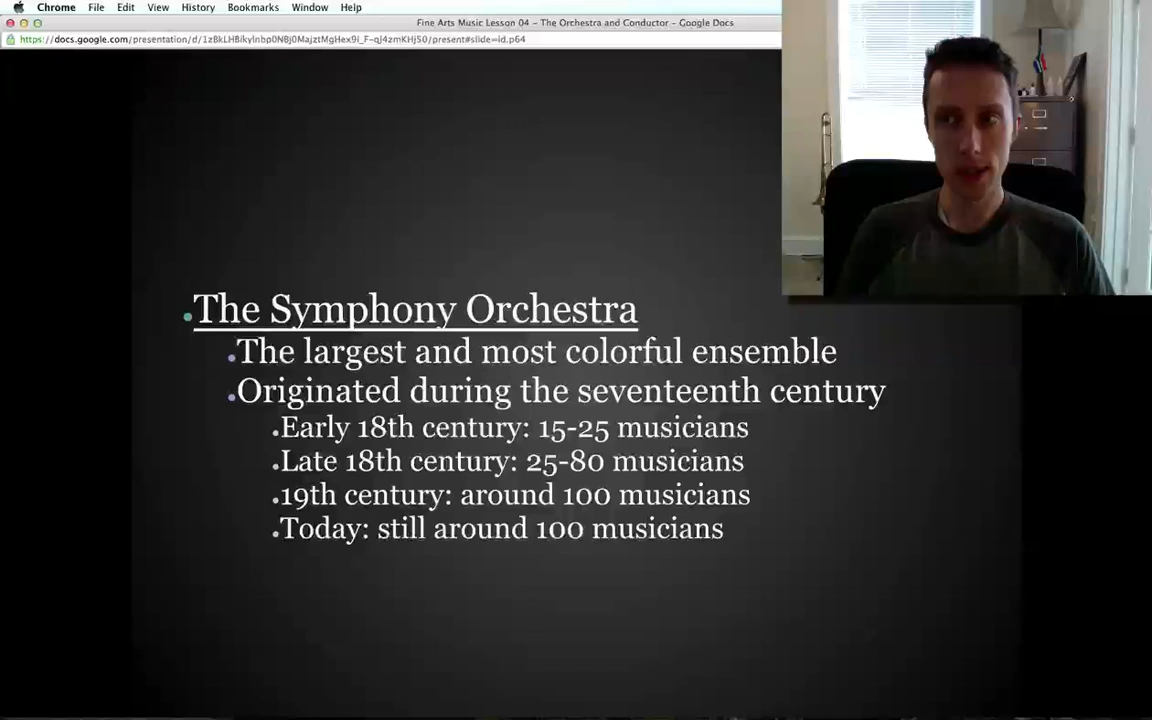 Chrome File Edit View History Bookmarks Window Help
Fine Arts Music Lesson 04 – The Orchestra and Conductor – Google Docs
The Symphony Orchestra
The largest and most colorful ensemble
Originated during the seventeenth century
Early 18th century: 15-25 musicians
Late 18th century: 25-80 musicians
19th century: around 100 musicians
Today: still around 100 musicians